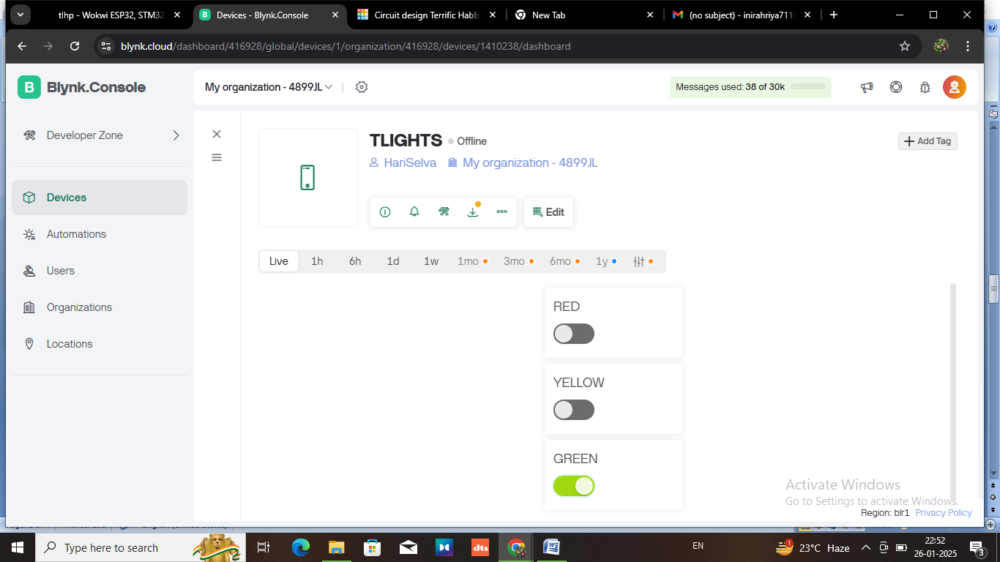 tlhp - Wokwi ESP32, STM32
Devices - Blynk.Console
Circuit design Terrific Habb
New Tab
(no subject) - inirahriya711
blynk.cloud/dashboard/416928/global/devices/1/organization/416928/devices/1410238/dashboard
B Blynk.Console
My organization - 4899JL
Messages used: 38 of 30k
Developer Zone
Devices
Automations
Users
Organizations
Locations
TLIGHTS Offline
HariSelva My organization - 4899JL
Add Tag
Edit
Live 1h 6h 1d 1w 1mo 3mo 6mo 1y
RED
YELLOW
GREEN
Activate Windows
Go to Settings to activate Windows.
Region: blr1 Privacy Policy
Type here to search
dts
W
EN
1
23°C Haze
22:52
26-01-2025
3